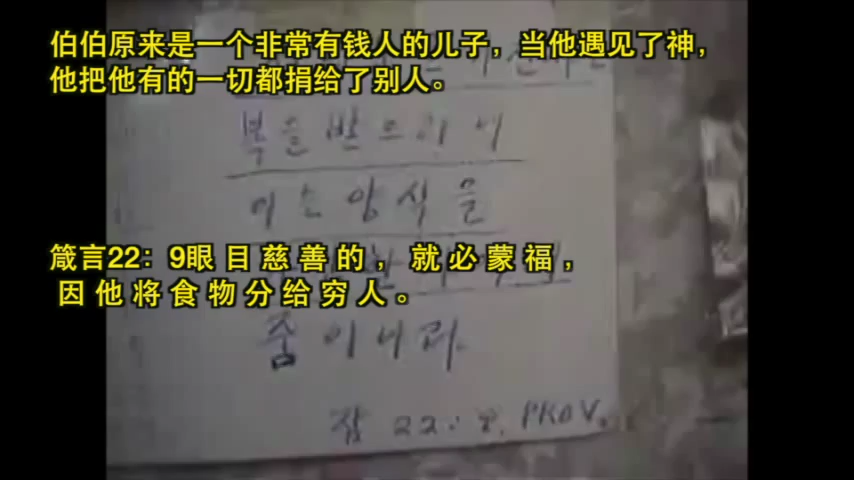 伯伯原来是一个非常有钱人的儿子，当他遇见了神，
他把他有的一切都捐给了别人。
복을받으리니
이는양식을
箴言22：9眼目慈善的，就必蒙福，
因他将食物分给穷人。
줌이니라.
잠 22: 9. PROV.